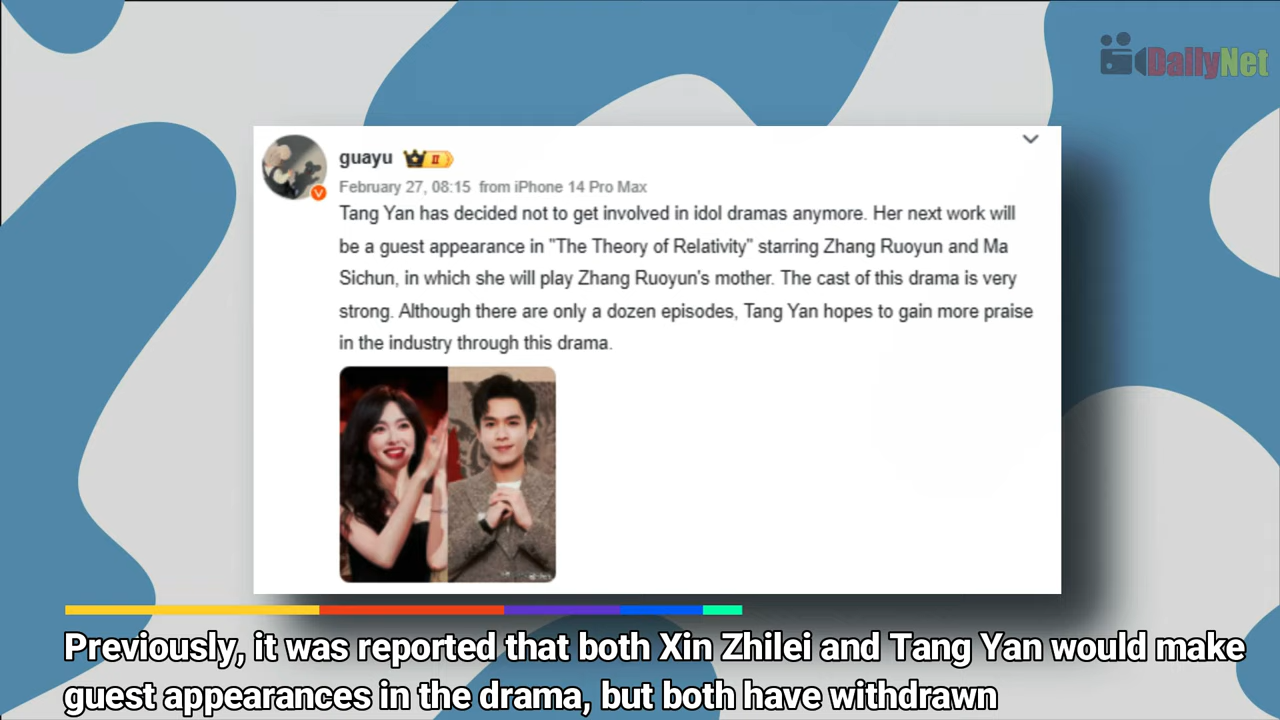 DailyNet
guayu II
February 27, 08:15 from iPhone 14 Pro Max
Tang Yan has decided not to get involved in idol dramas anymore. Her next work will
be a guest appearance in "The Theory of Relativity" starring Zhang Ruoyun and Ma
Sichun, in which she will play Zhang Ruoyun's mother. The cast of this drama is very
strong. Although there are only a dozen episodes, Tang Yan hopes to gain more praise
in the industry through this drama.
Previously, it was reported that both Xin Zhilei and Tang Yan would make
guest appearances in the drama, but both have withdrawn